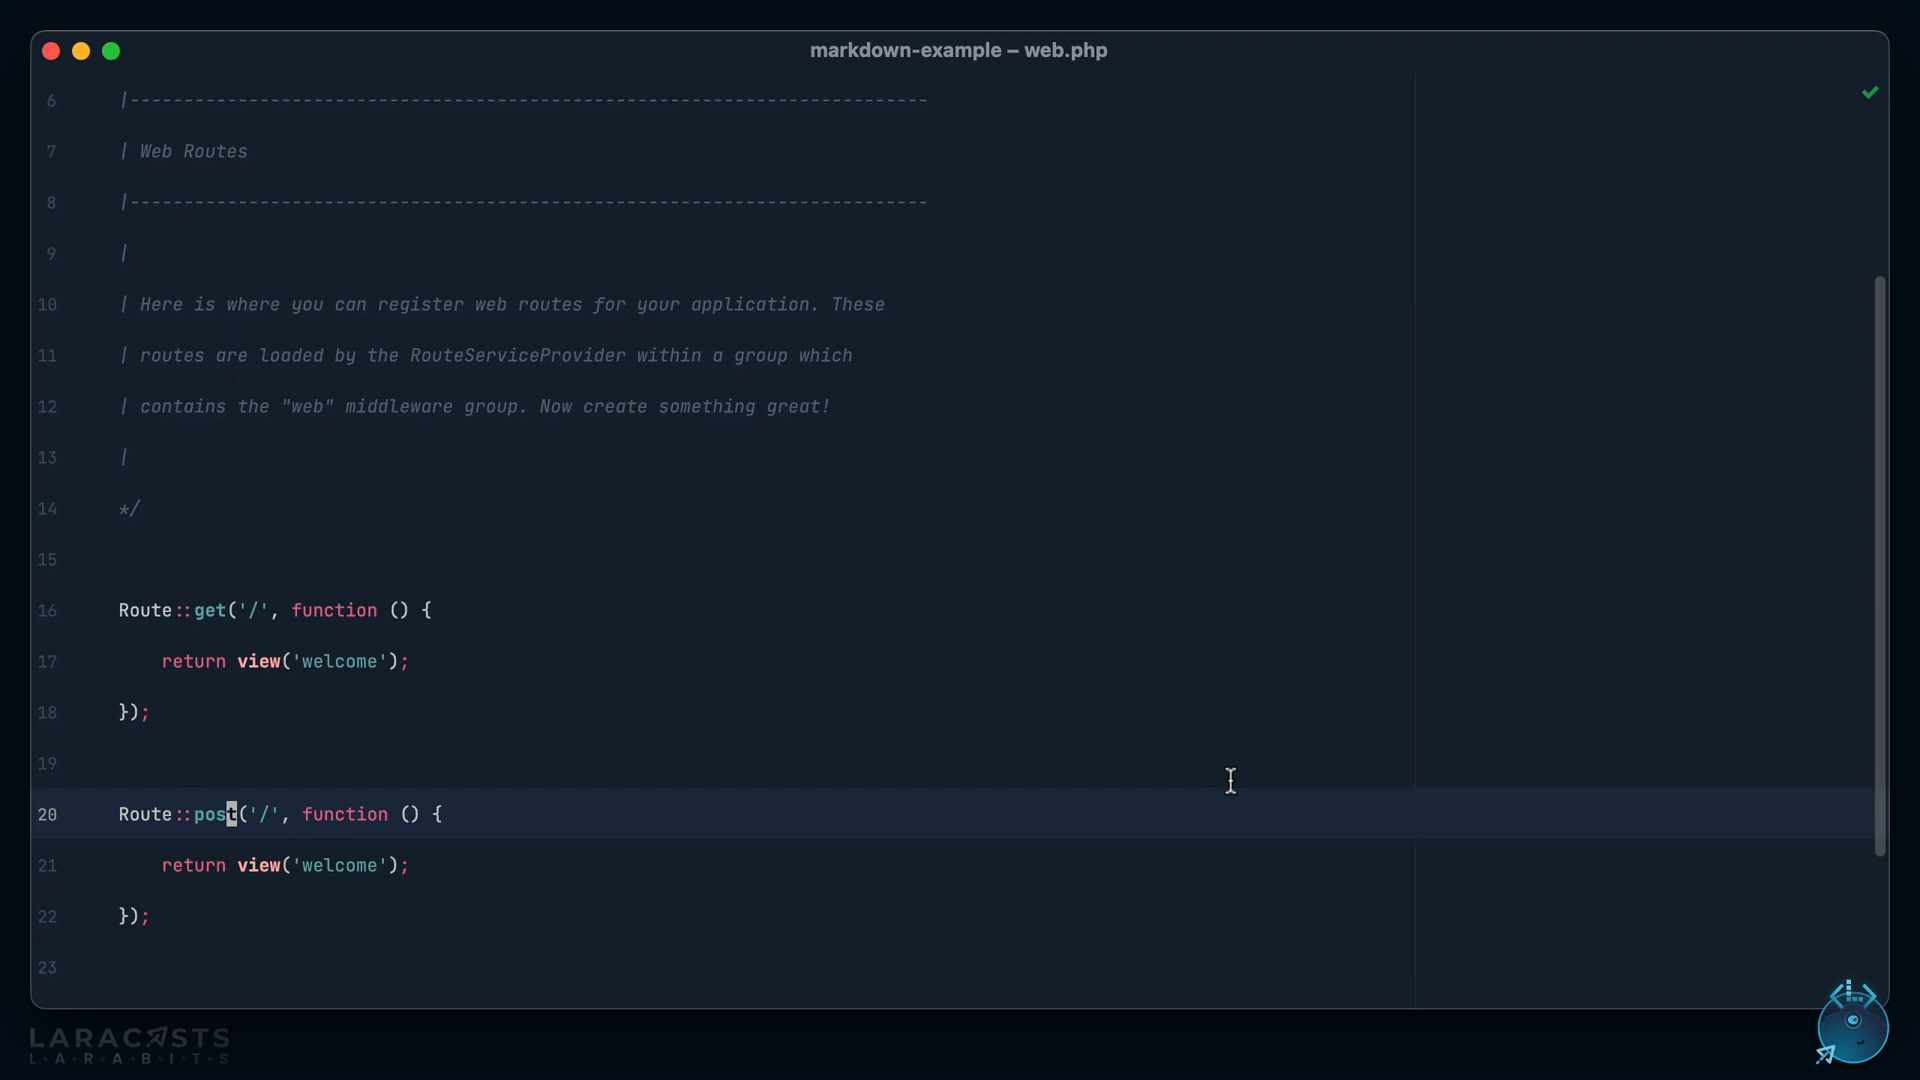 markdown-example – web.php
6 |--------------------------------------------------------------------------
7 | Web Routes
8 |--------------------------------------------------------------------------
9 |
10 | Here is where you can register web routes for your application. These
11 | routes are loaded by the RouteServiceProvider within a group which
12 | contains the "web" middleware group. Now create something great!
13 |
14 */
15
16 Route::get('/', function () {
17     return view('welcome');
18 });
19
20 Route::post('/', function () {
21     return view('welcome');
22 });
23
LARACASTS
L·A·R·A·B·I·T·S